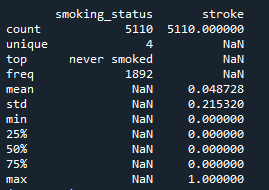 smoking_status stroke
count 5110 5110.000000
unique 4 NaN
top never smoked NaN
freq 1892 NaN
mean NaN 0.048728
std NaN 0.215320
min NaN 0.000000
25% NaN 0.000000
50% NaN 0.000000
75% NaN 0.000000
max NaN 1.000000